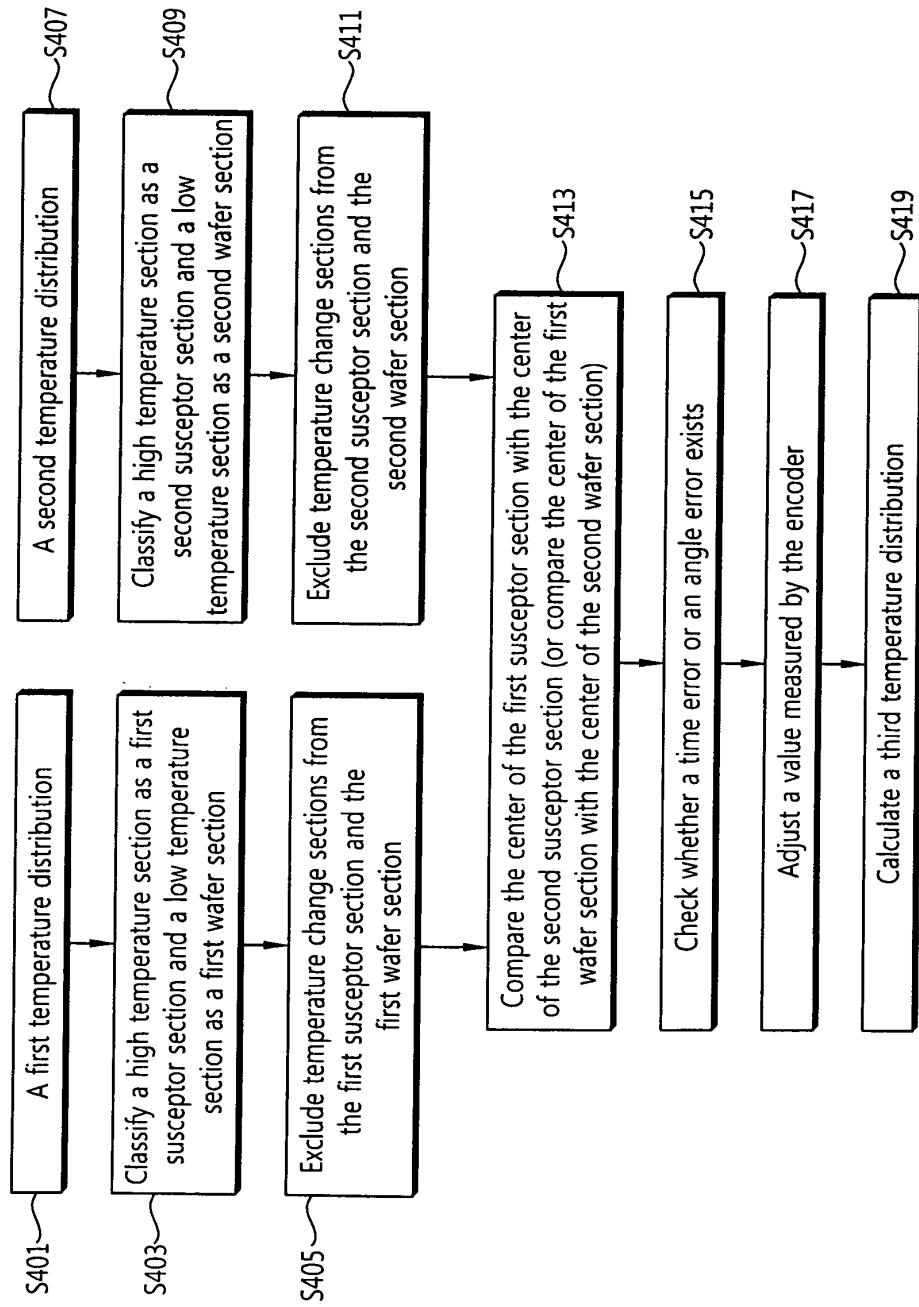 S401
A first temperature distribution
S403
Classify a high temperature section as a first
susceptor section and a low temperature
section as a first wafer section
S405
Exclude temperature change sections from
the first susceptor section and the
first wafer section
A second temperature distribution
S407
Classify a high temperature section as a
second susceptor section and a low
temperature section as a second wafer section
S409
Exclude temperature change sections from
the second susceptor section and the
second wafer section
S411
Compare the center of the first susceptor section with the center
of the second susceptor section (or compare the center of the first
wafer section with the center of the second wafer section)
S413
Check whether a time error or an angle error exists
S415
Adjust a value measured by the encoder
S417
Calculate a third temperature distribution
S419